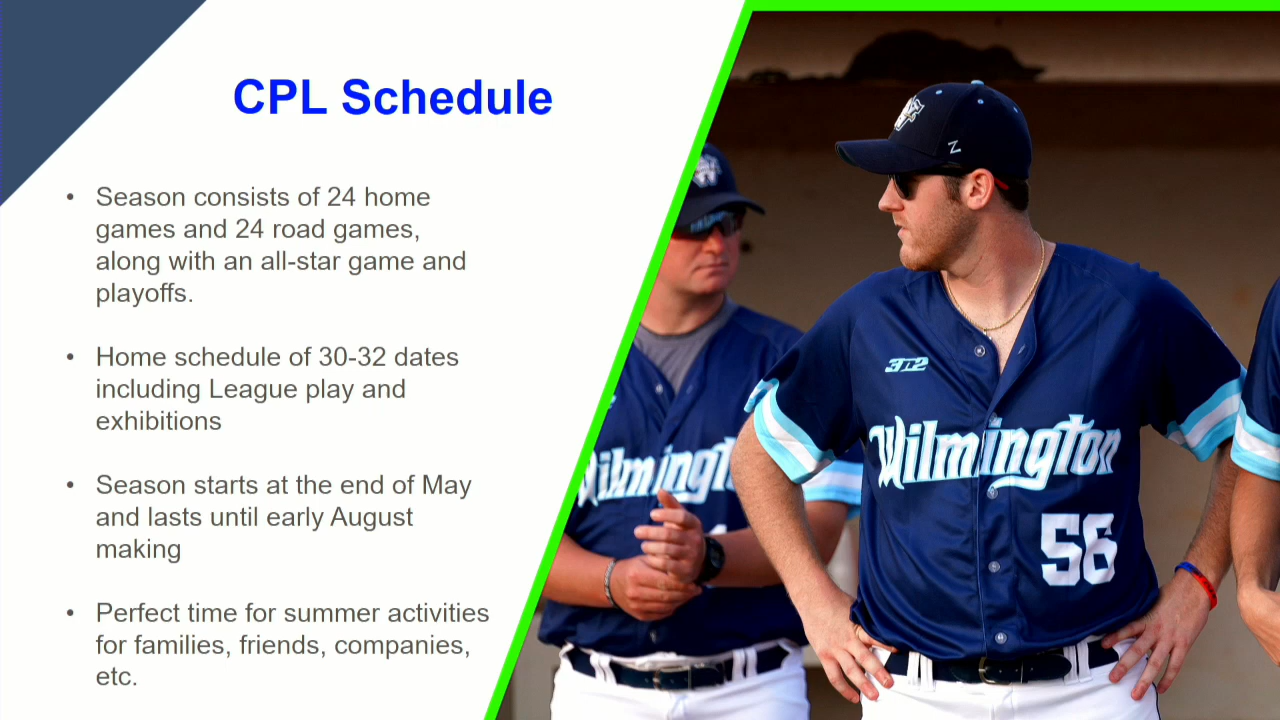 CPL Schedule
• Season consists of 24 home
games and 24 road games,
along with an all-star game and
playoffs.
• Home schedule of 30-32 dates
including League play and
exhibitions
• Season starts at the end of May
and lasts until early August
making
• Perfect time for summer activities
for families, friends, companies,
etc.
W
Z
3n2
Wilmington
56
Wilmingt